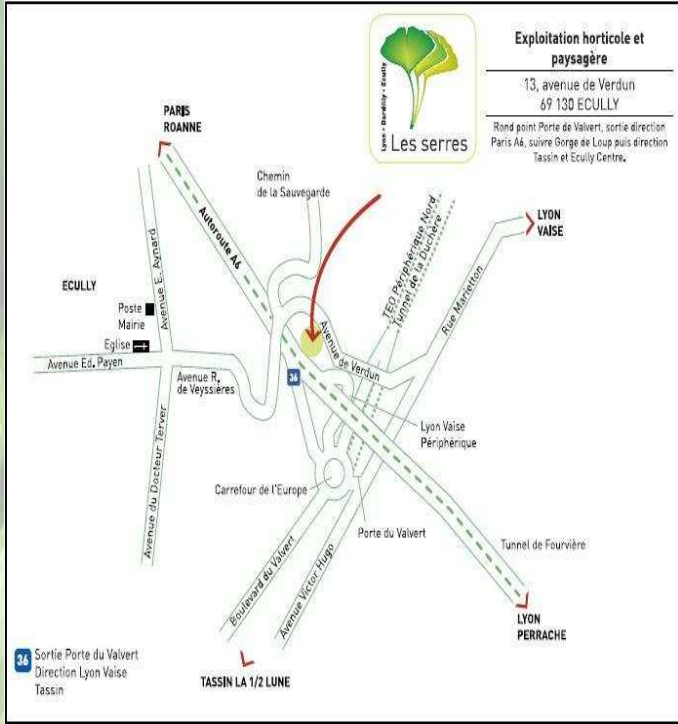 Exploitation horticole et
paysagère
13, avenue de Verdun
69 130 ECULLY
Rond point Porte de Valvert, sortie direction
Paris A6, suivre Gorge de Loup puis direction
Tassin et Ecully Centre.
Lyon • Dardilly • Ecully
Les serres
PARIS
ROANNE
Chemin
de la Sauvegarde
LYON
VAISE
Autoroute A6
Avenue E. Aynard
TEO Périphérique Nord
Tunnel de la Duchère
Rue Marietton
ECULLY
Poste
Mairie
Eglise
Avenue Ed. Payen
Avenue R.
de Veyssières
36
Avenue de Verdun
Avenue du Docteur Terver
Lyon Vaise
Périphérique
Carrefour de l'Europe
Porte du Valvert
Boulevard du Valvert
Avenue Victor Hugo
Tunnel de Fourvière
LYON
PERRACHE
36 Sortie Porte du Valvert
Direction Lyon Vaise
Tassin
TASSIN LA 1/2 LUNE